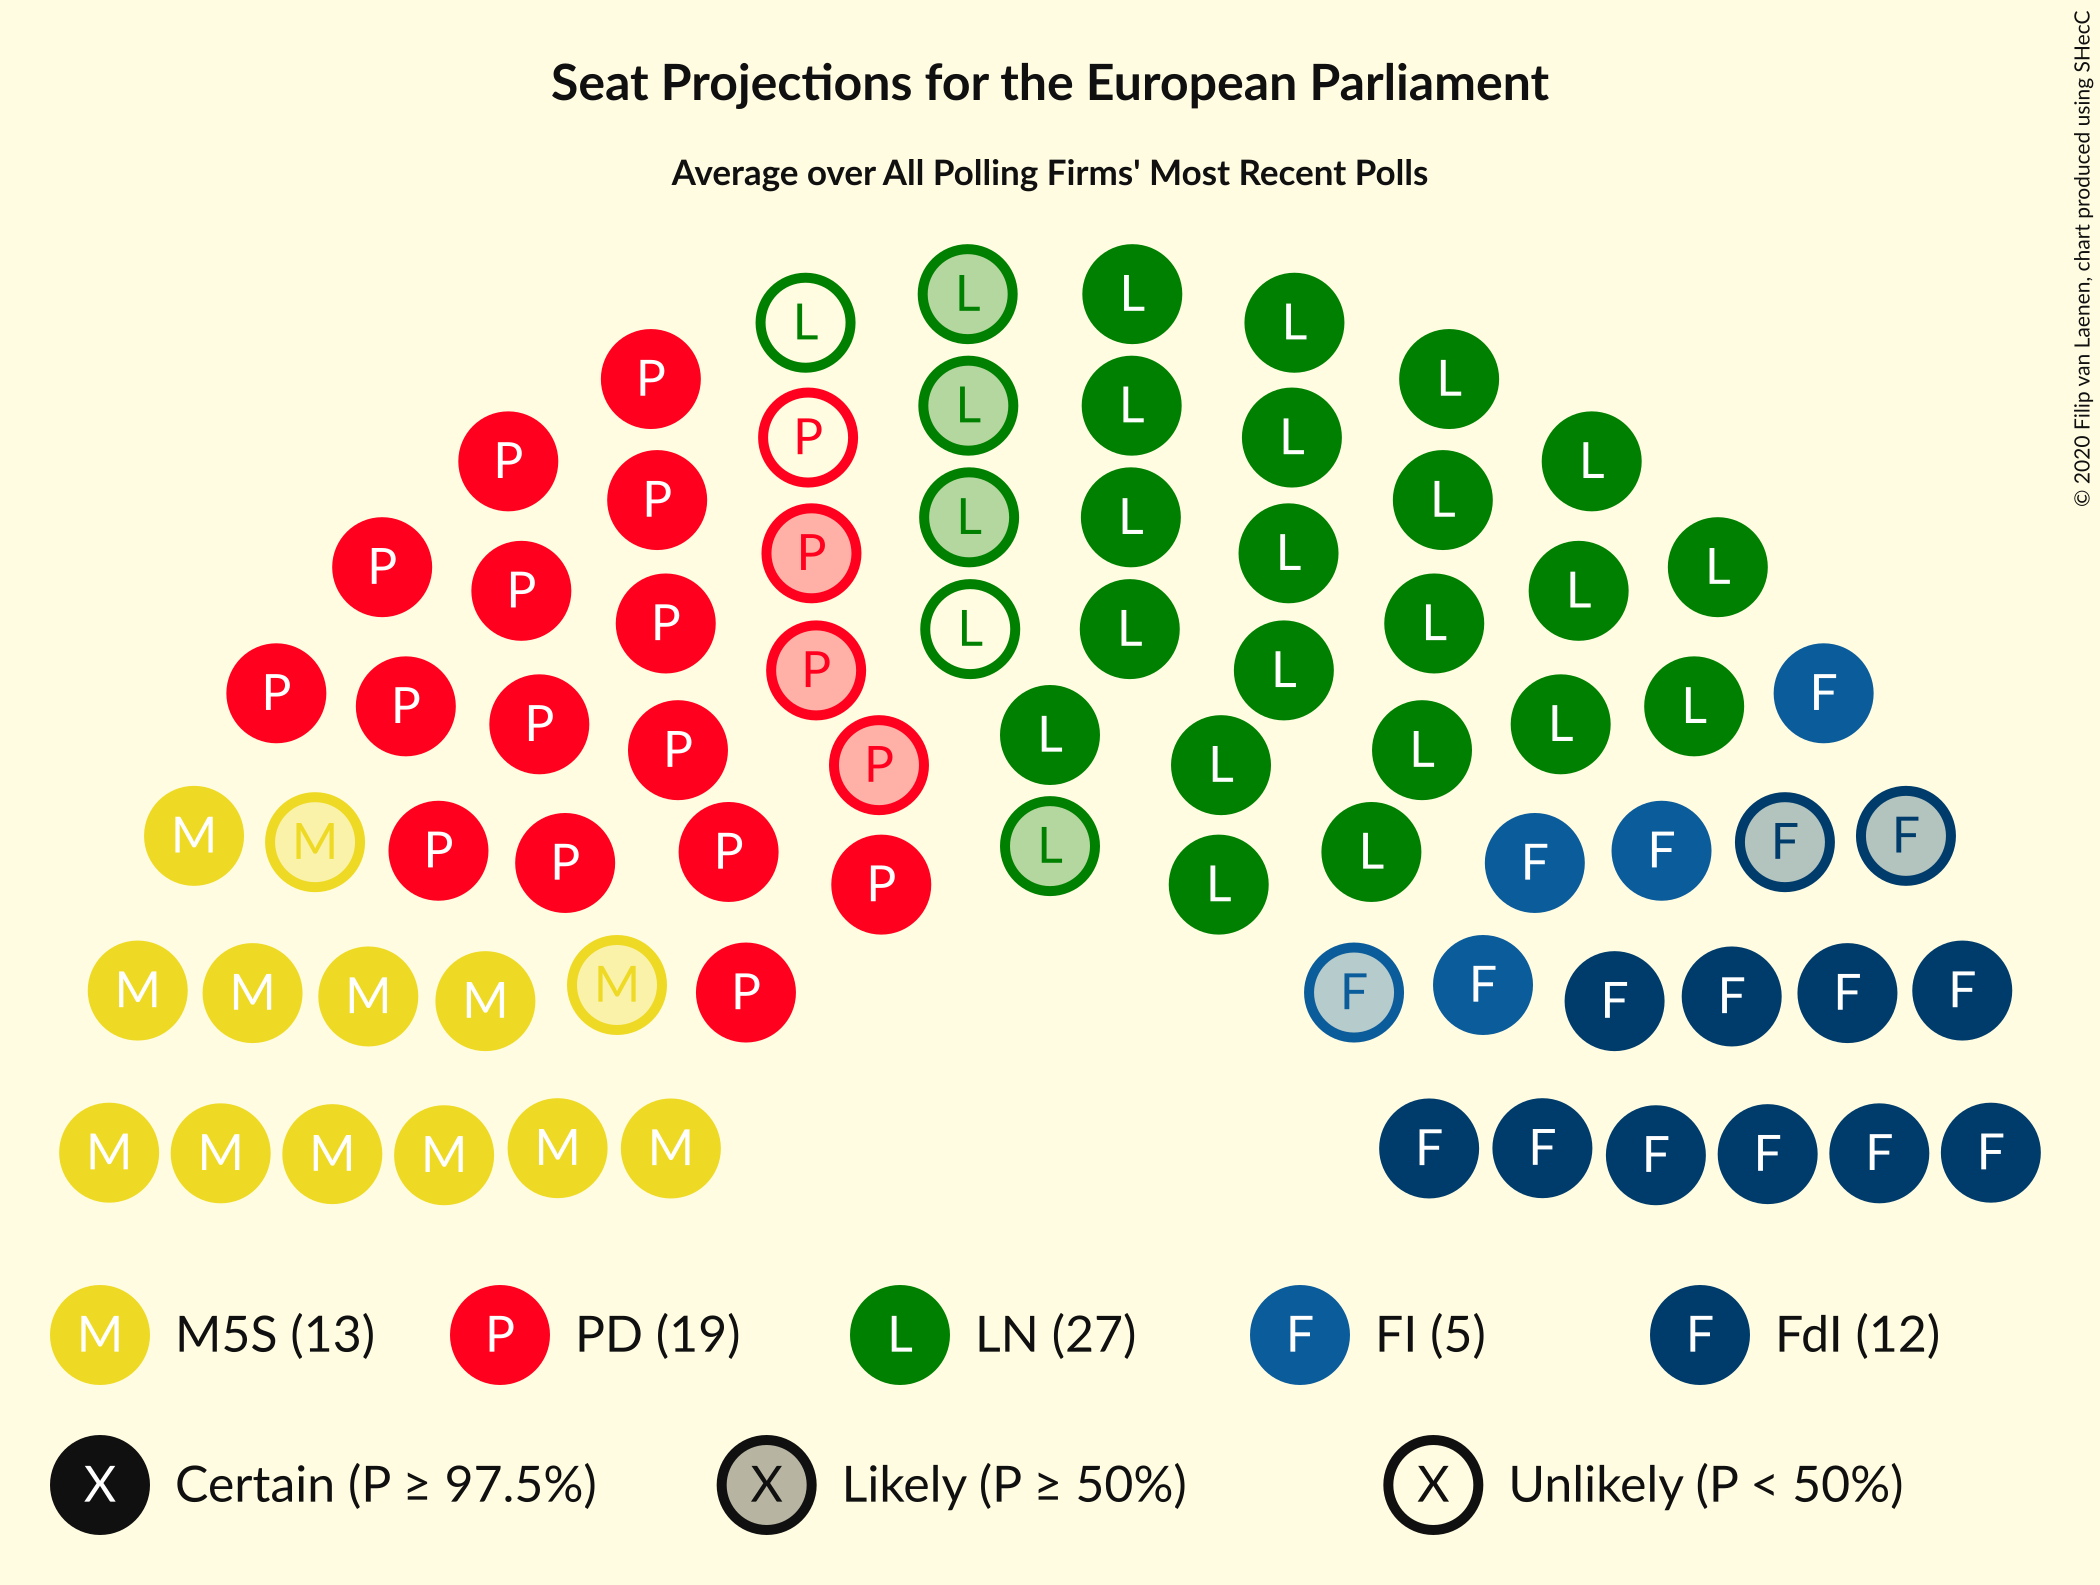 Seat Projections for the European Parliament
Average over All Polling Firms' Most Recent Polls
© 2020 Filip van Laenen, chart produced using SHecC
L L L L
P L
P L L L
P L
P L L L
P L
P L L L
P L
P L L L
P P P P L L L L L F
P L L
M M P P P P L L L F F F F
M M M M M P F F F F F F
M M M M M M F F F F F F
M M5S (13) P PD (19) L LN (27) F FI (5) F FdI (12)
X Certain (P ≥ 97.5%) X Likely (P ≥ 50%) X Unlikely (P < 50%)